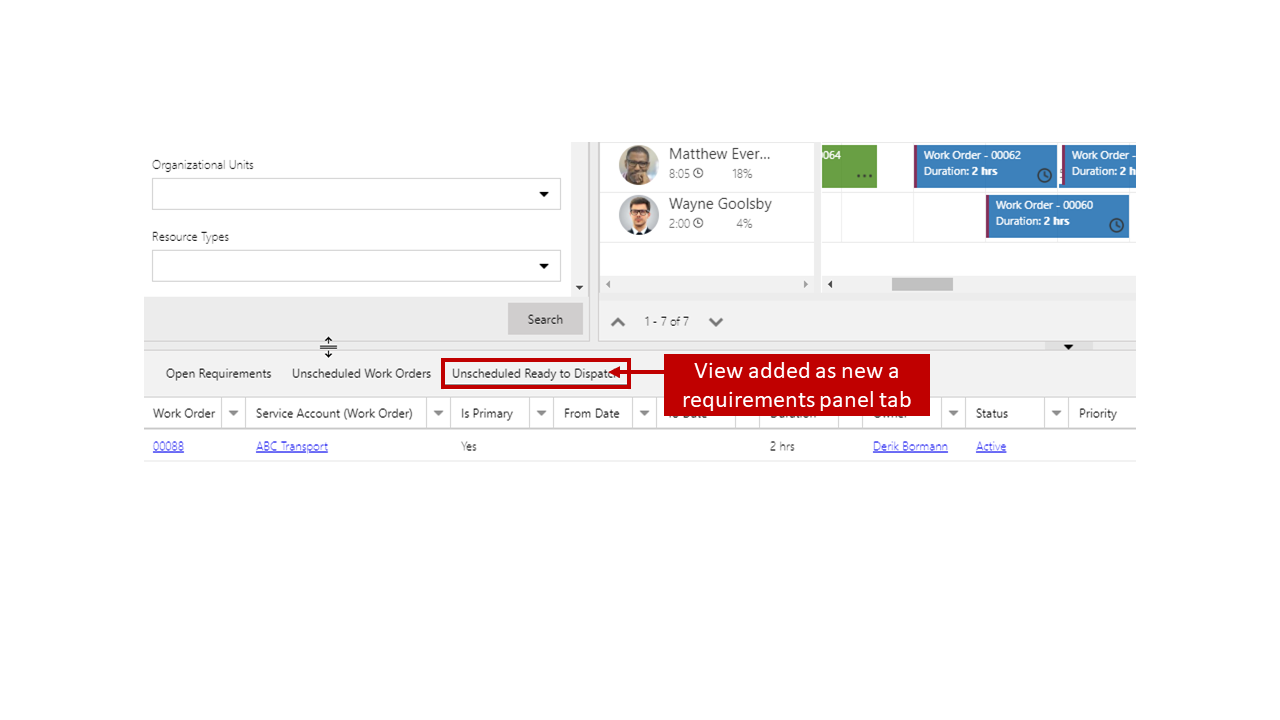 Organizational Units
Resource Types
Search
Matthew Ever...
8:05 18%
Wayne Goolsby
2:00 4%
064
...
Work Order - 00062
Duration: 2 hrs
Work Order -
Duration: 2 h
Work Order - 00060
Duration: 2 hrs
1 - 7 of 7
Open Requirements Unscheduled Work Orders Unscheduled Ready to Dispatch
View added as new a
requirements panel tab
Work Order Service Account (Work Order) Is Primary From Date To Date Duration Owner Status Priority
00088 ABC Transport Yes 2 hrs Derik Bormann Active